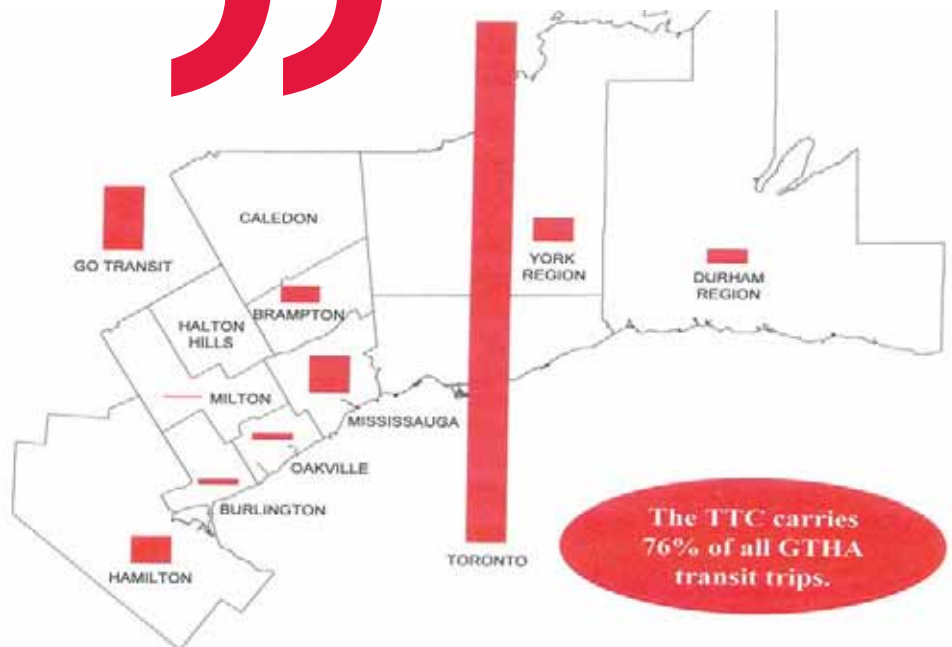 ”
CALEDON
GO TRANSIT
YORK
REGION
DURHAM
REGION
BRAMPTON
HALTON
HILLS
MILTON
MISSISSAUGA
OAKVILLE
BURLINGTON
HAMILTON
TORONTO
The TTC carries
76% of all GTHA
transit trips.